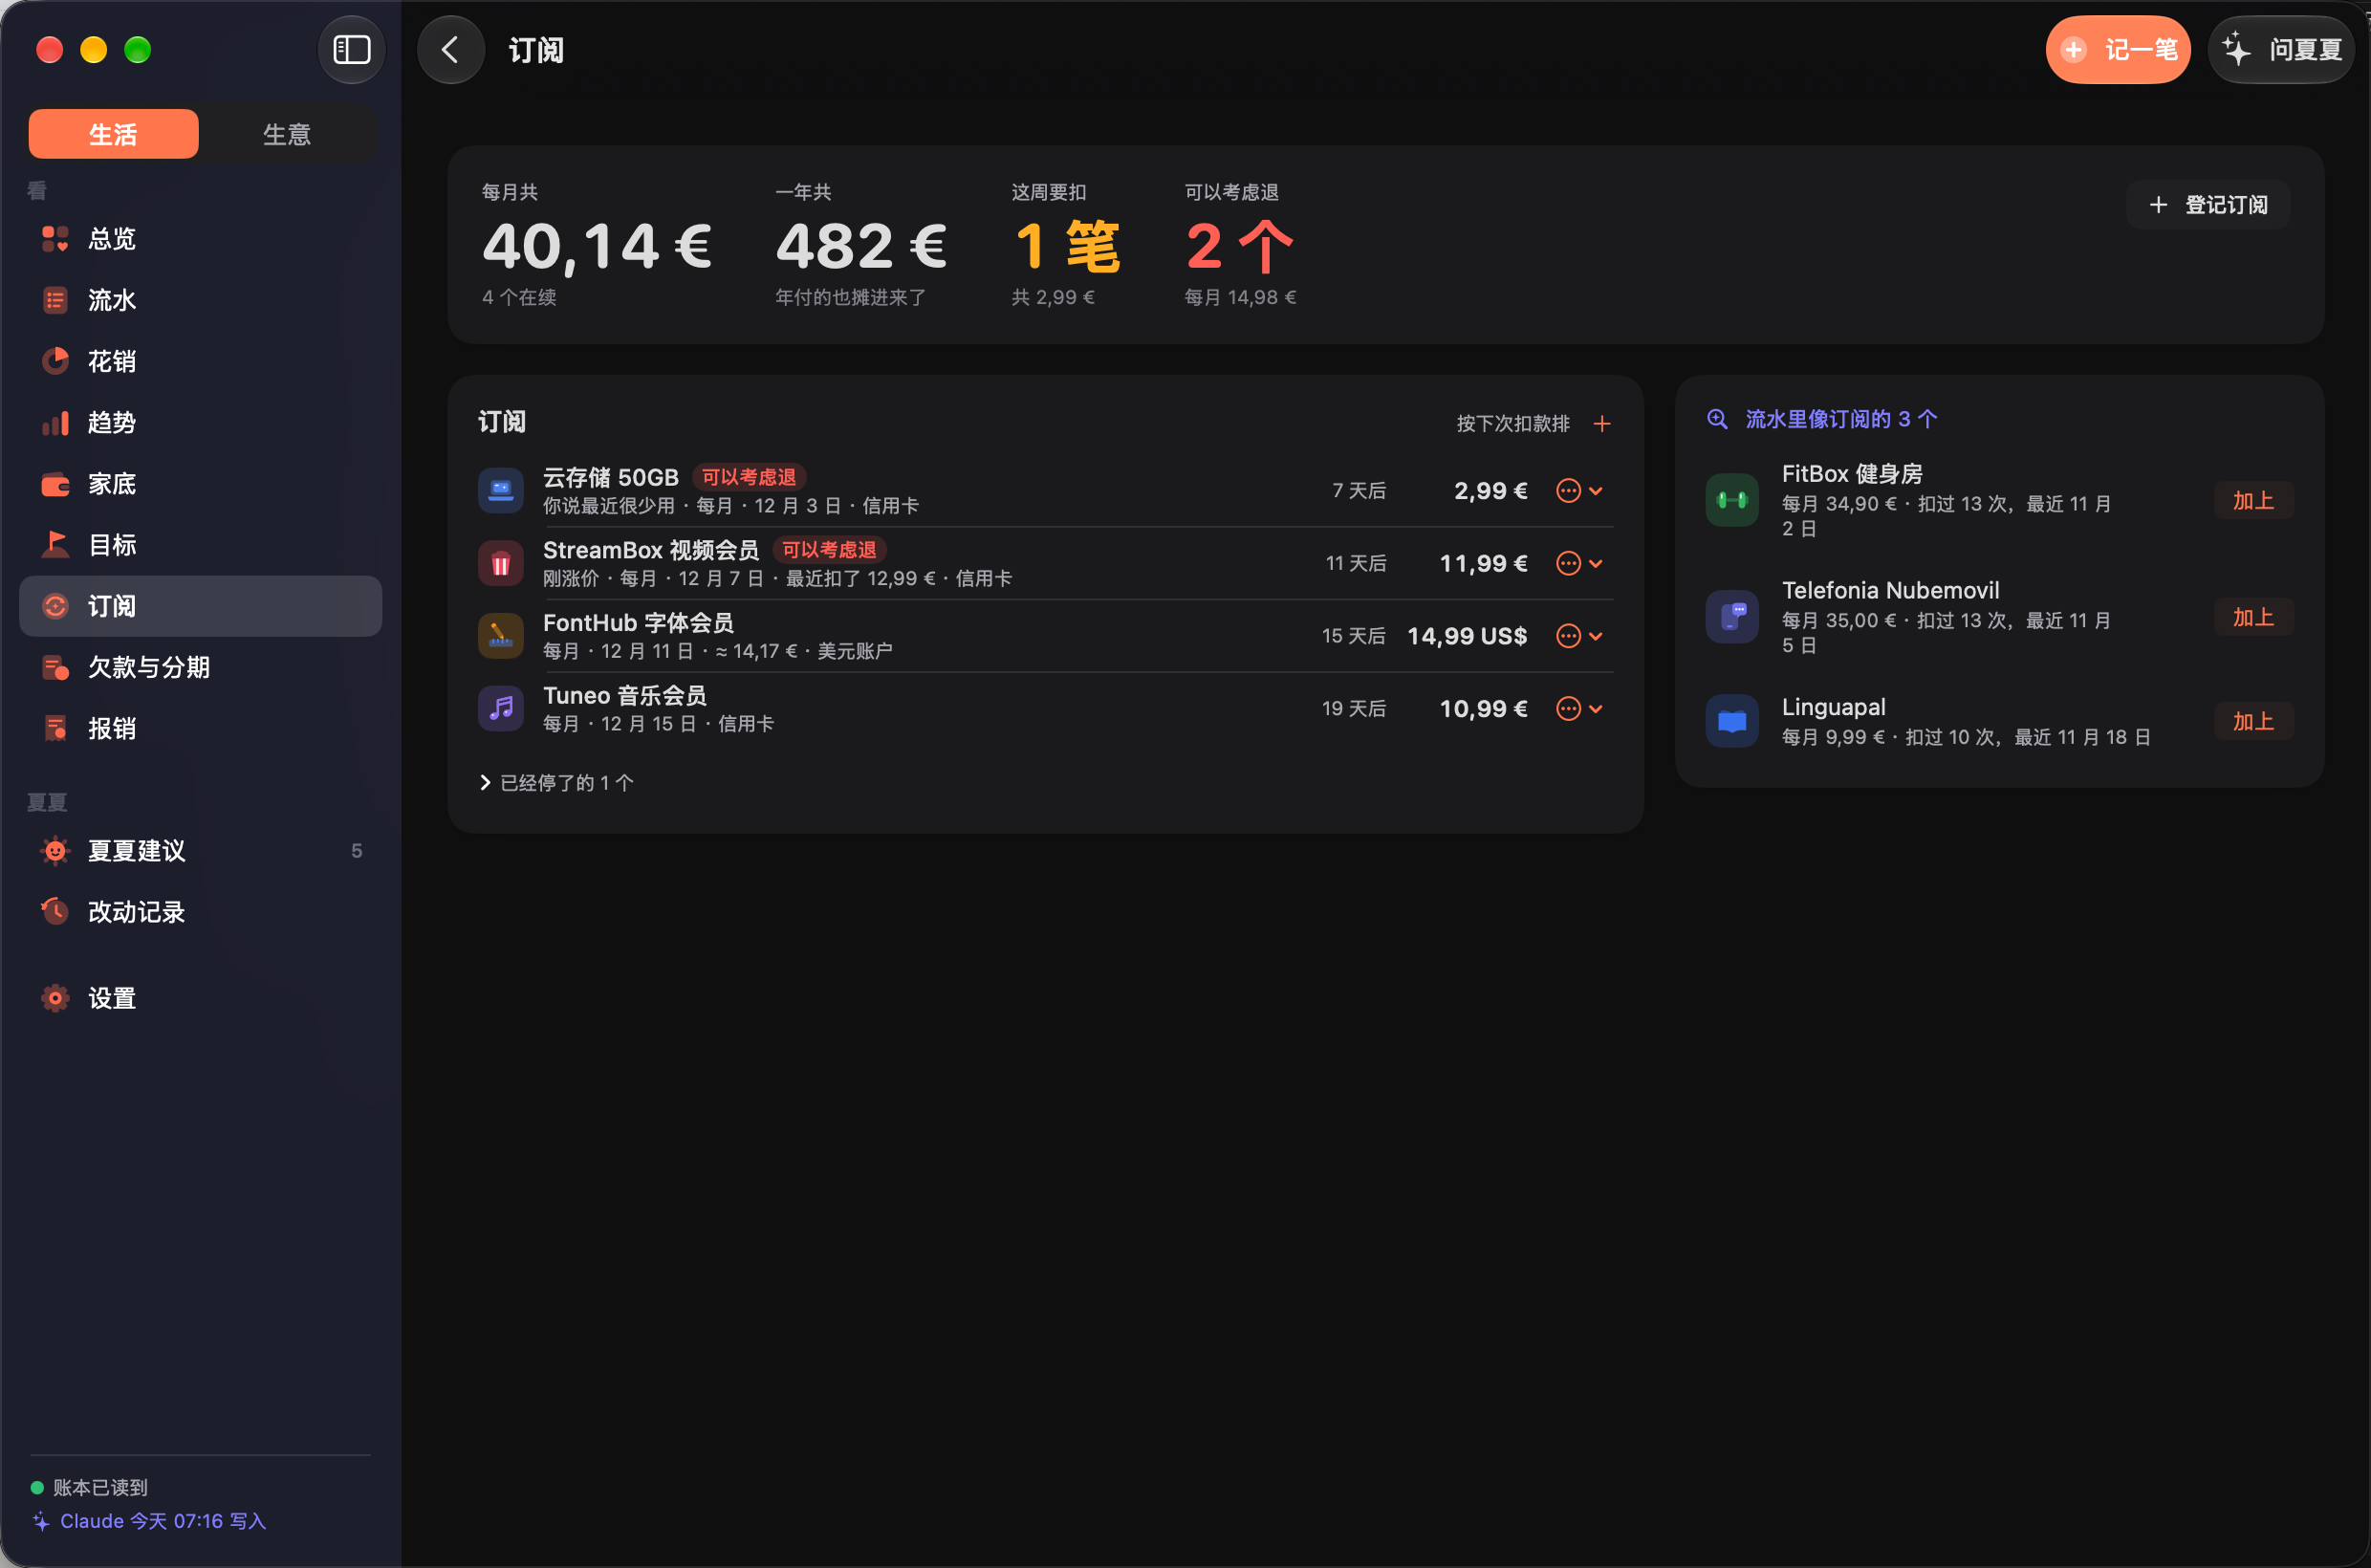 订阅
记一笔
问夏夏
生活
生意
看
总览
流水
花销
趋势
家底
目标
订阅
欠款与分期
报销
夏夏
夏夏建议
5
改动记录
设置
账本已读到
Claude 今天 07:16 写入
每月共
40,14 €
4 个在续
一年共
482 €
年付的也摊进来了
这周要扣
1 笔
共 2,99 €
可以考虑退
2 个
每月 14,98 €
登记订阅
订阅
按下次扣款排
云存储 50GB 可以考虑退
你说最近很少用 · 每月 · 12 月 3 日 · 信用卡
7 天后
2,99 €
StreamBox 视频会员 可以考虑退
刚涨价 · 每月 · 12 月 7 日 · 最近扣了 12,99 € · 信用卡
11 天后
11,99 €
FontHub 字体会员
每月 · 12 月 11 日 · ≈ 14,17 € · 美元账户
15 天后
14,99 US$
Tuneo 音乐会员
每月 · 12 月 15 日 · 信用卡
19 天后
10,99 €
已经停了的 1 个
流水里像订阅的 3 个
FitBox 健身房
每月 34,90 € · 扣过 13 次，最近 11 月
2 日
加上
Telefonia Nubemovil
每月 35,00 € · 扣过 13 次，最近 11 月
5 日
加上
Linguapal
每月 9,99 € · 扣过 10 次，最近 11 月 18 日
加上